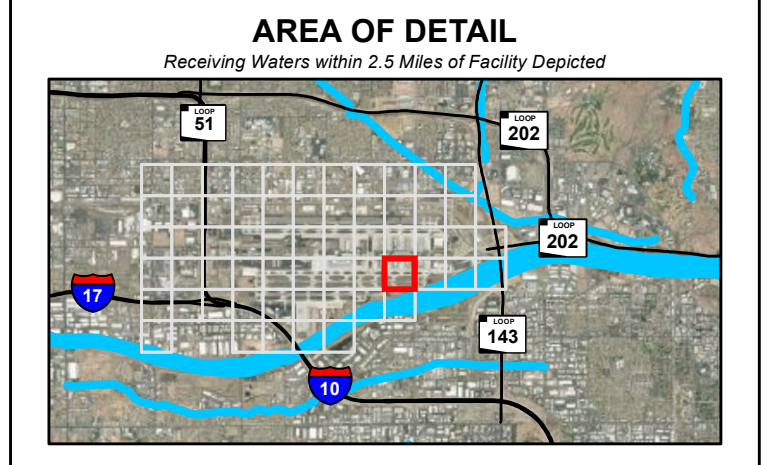 AREA OF DETAIL
Receiving Waters within 2.5 Miles of Facility Depicted
LOOP
51
LOOP
202
LOOP
202
17
LOOP
143
10